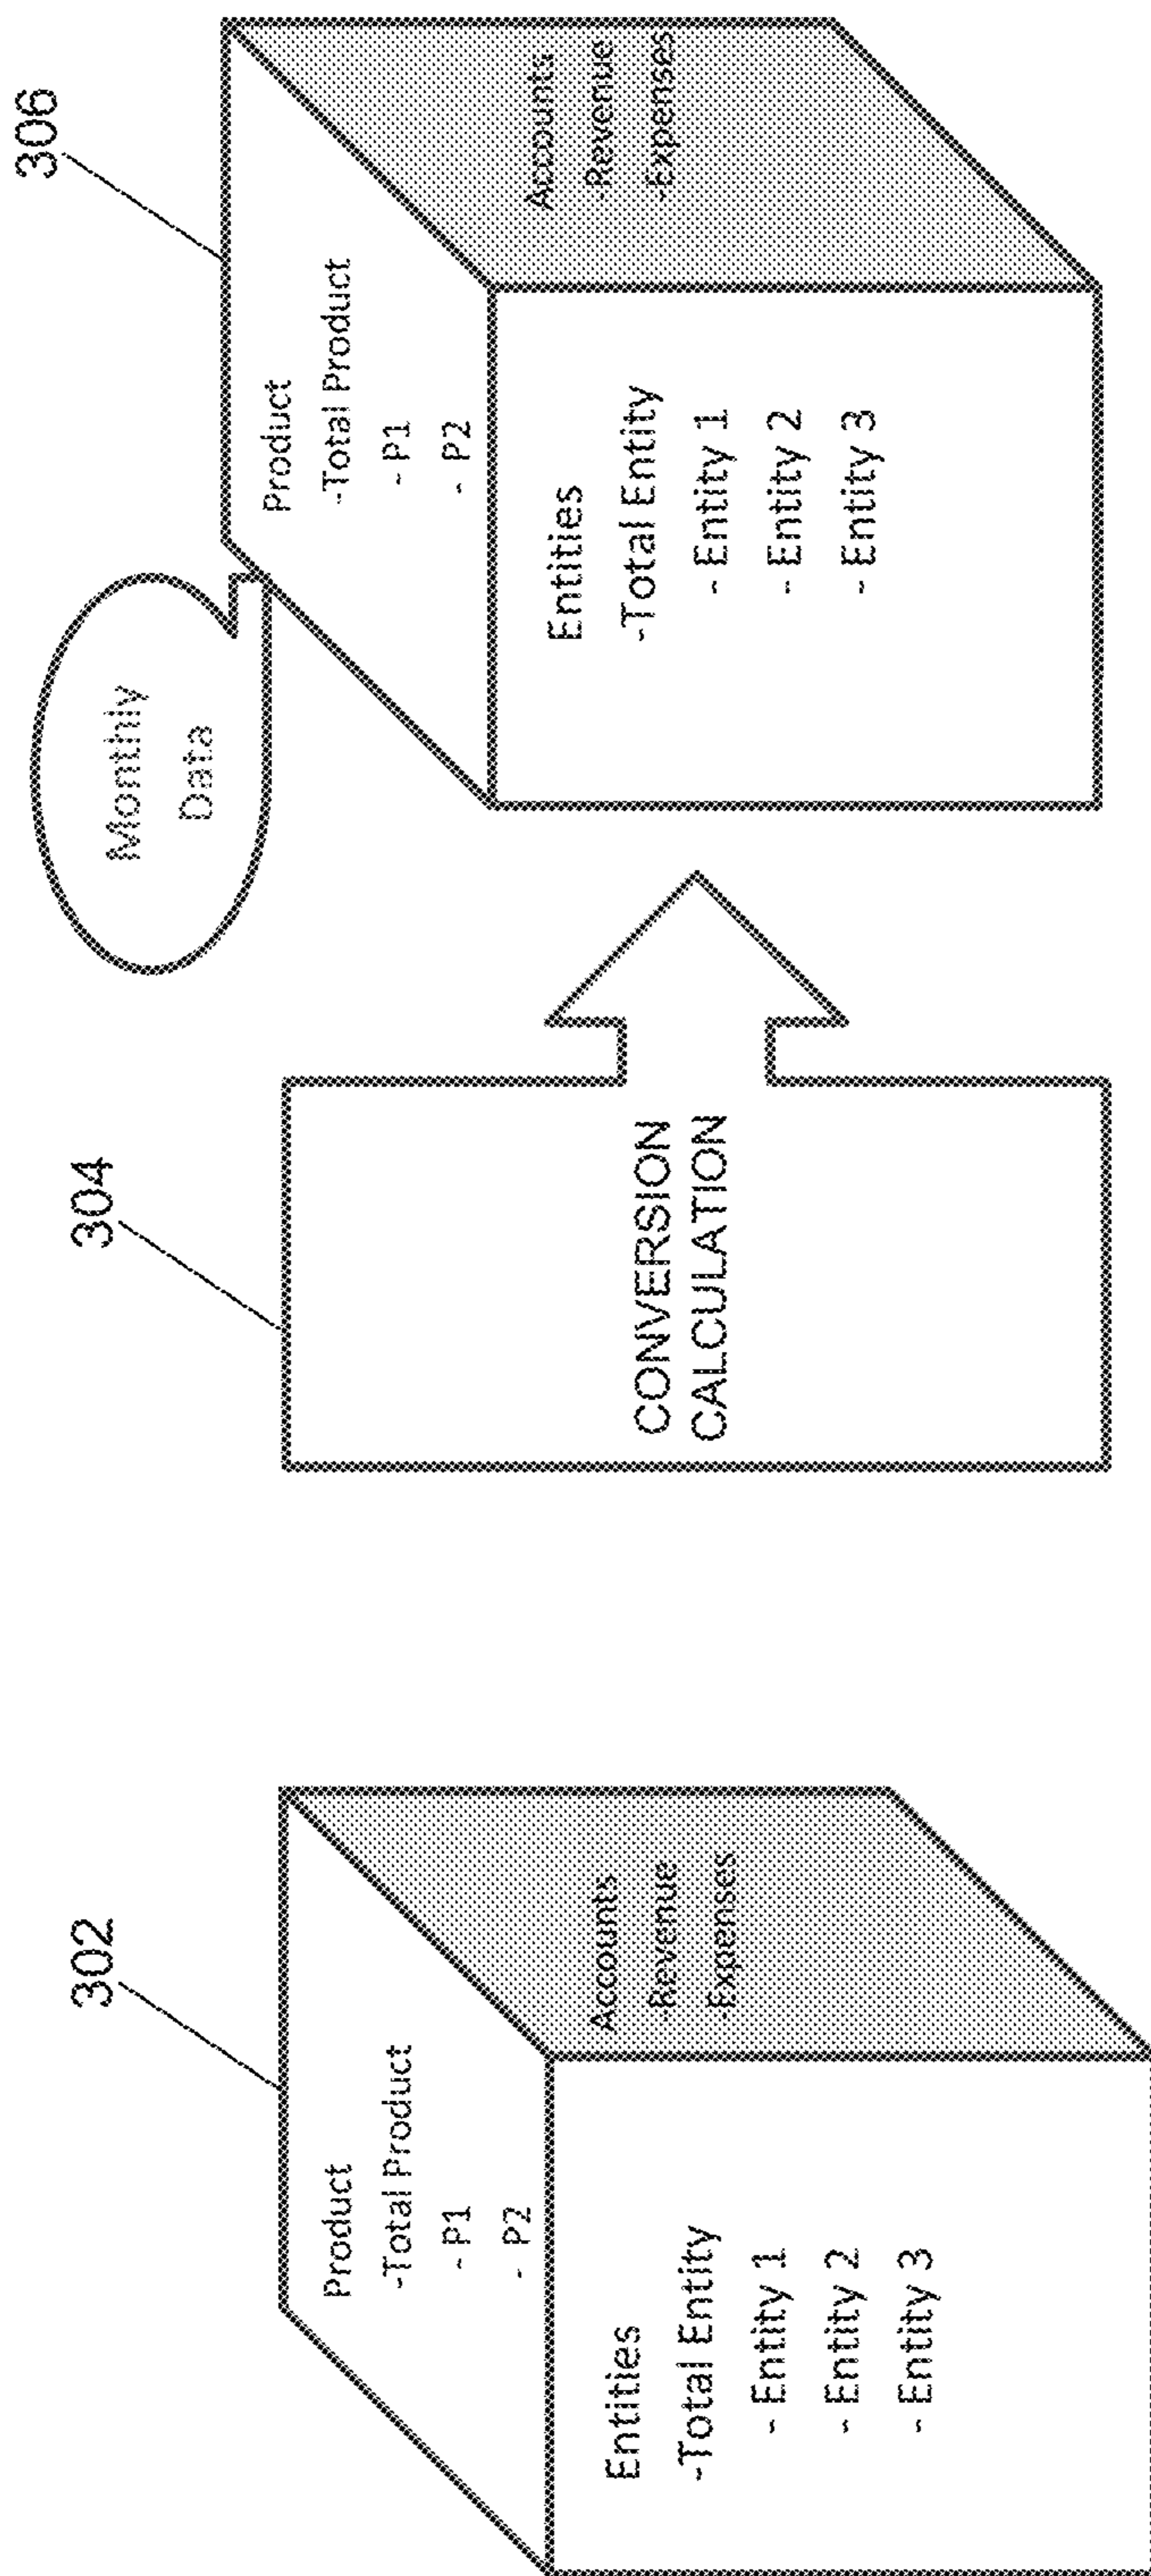 302
Product
-Total Product
- P1
- P2
Accounts
-Revenue
-Expenses
Entities
-Total Entity
- Entity 1
- Entity 2
- Entity 3
304
CONVERSION
CALCULATION
Monthly
Data
306
Product
-Total Product
- P1
- P2
Accounts
-Revenue
-Expenses
Entities
-Total Entity
- Entity 1
- Entity 2
- Entity 3